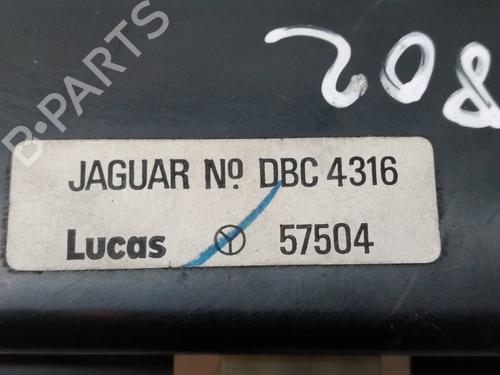 208
B-PARTS
JAGUAR Nº DBC 4316
Lucas 57504